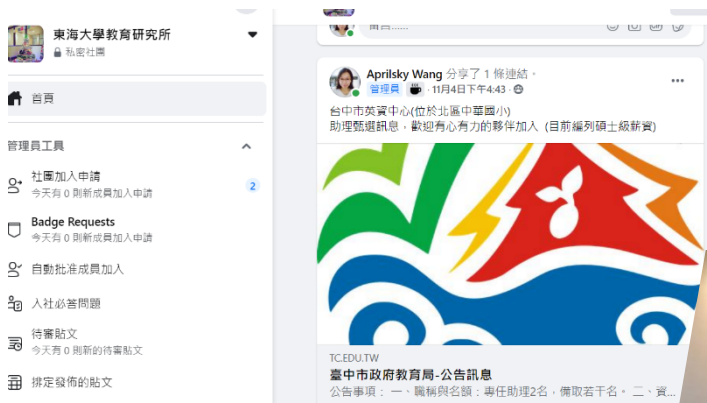 東海大學教育研究所
私密社團
首頁
管理員工具
社團加入申請
今天有 0 則新成員加入申請
2
Badge Requests
今天有 0 則新成員加入申請
自動批准成員加入
入社必答問題
待審貼文
今天有 0 則新的待審貼文
排定發佈的貼文
留言......
Aprilsky Wang 分享了 1 條連結。
管理員 · 11月4日下午4:43 ·
台中市英資中心(位於北區中華國小)
助理甄選訊息，歡迎有心有力的夥伴加入 (目前編列碩士級薪資)
TC.EDU.TW
臺中市政府教育局-公告訊息
公告事項： 一、職稱與名額：專任助理2名，備取若干名。 二、資...